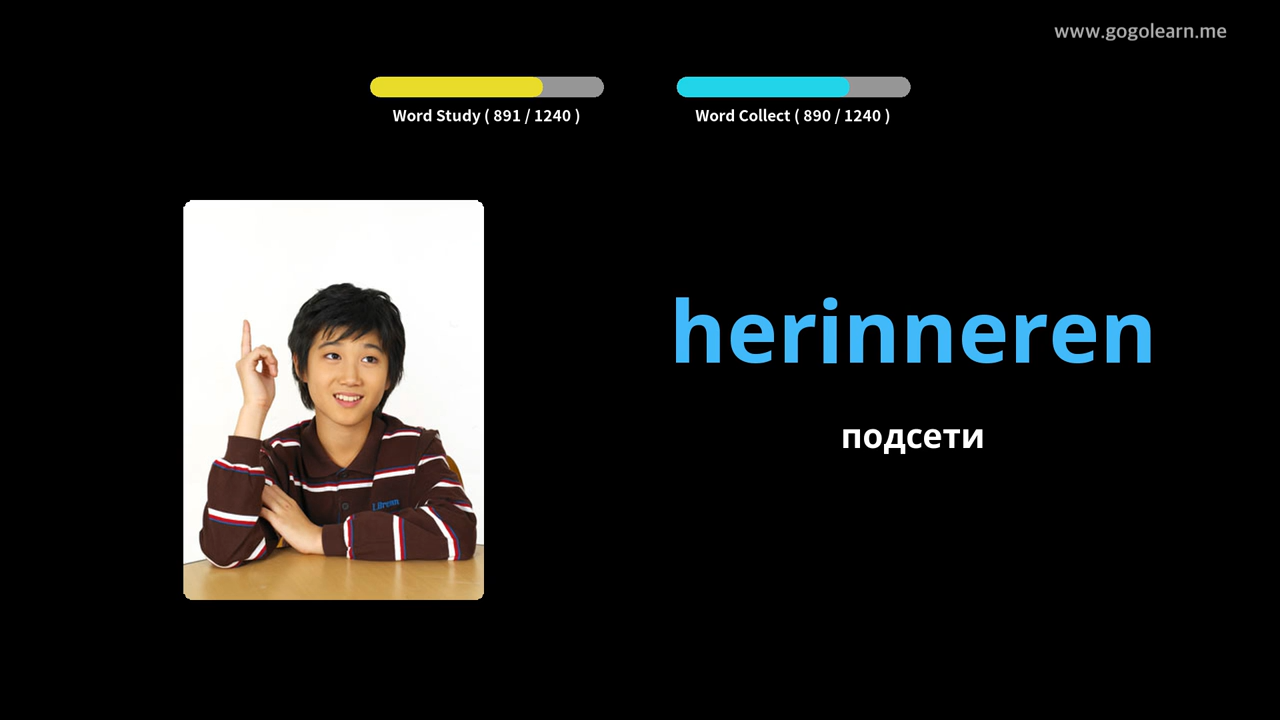 www.gogolearn.me
Word Study ( 891 / 1240 )
Word Collect ( 890 / 1240 )
herinneren
подсети